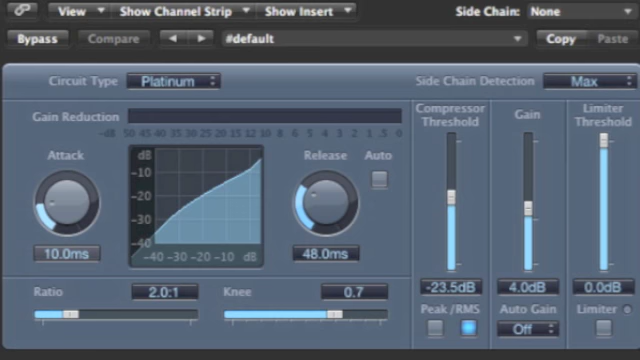 View Show Channel Strip Show Insert Side Chain: None
Bypass Compare #default Copy Paste
Circuit Type Platinum Side Chain Detection Max
Gain Reduction
-dB 50 45 40 35 30 25 20 15 12 10 8 6 5 4 3 2 1 .5 0
Compressor Threshold Gain Limiter Threshold
Attack Release Auto
dB
-10
-20
-30
-40
-40 -30 -20 -10 dB
10.0ms 48.0ms
-23.5dB 4.0dB 0.0dB
Ratio 2.0:1 Knee 0.7
Peak /RMS Auto Gain Limiter
Off